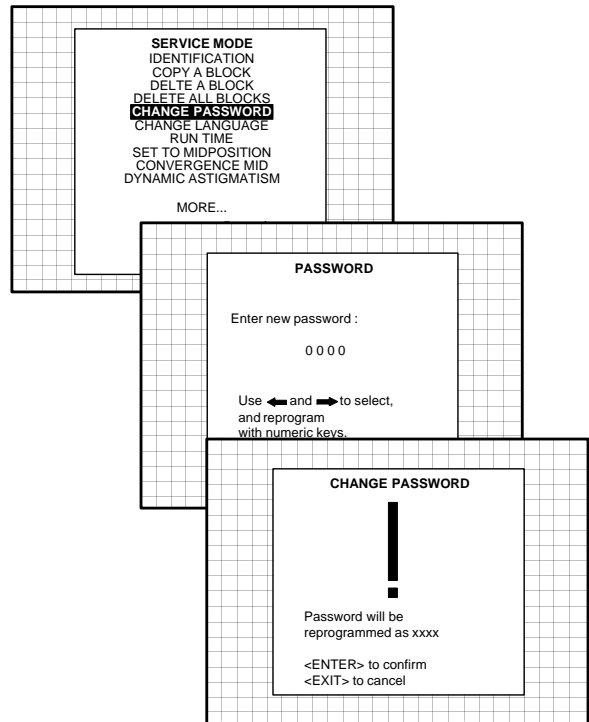 SERVICE MODE
IDENTIFICATION
COPY A BLOCK
DELTE A BLOCK
DELETE ALL BLOCKS
CHANGE PASSWORD
CHANGE LANGUAGE
RUN TIME
SET TO MIDPOSITION
CONVERGENCE MID
DYNAMIC ASTIGMATISM
MORE...
PASSWORD
Enter new password :
0 0 0 0
Use ← and → to select,
and reprogram
with numeric keys.
CHANGE PASSWORD
!
Password will be
reprogrammed as xxxx
<ENTER> to confirm
<EXIT> to cancel